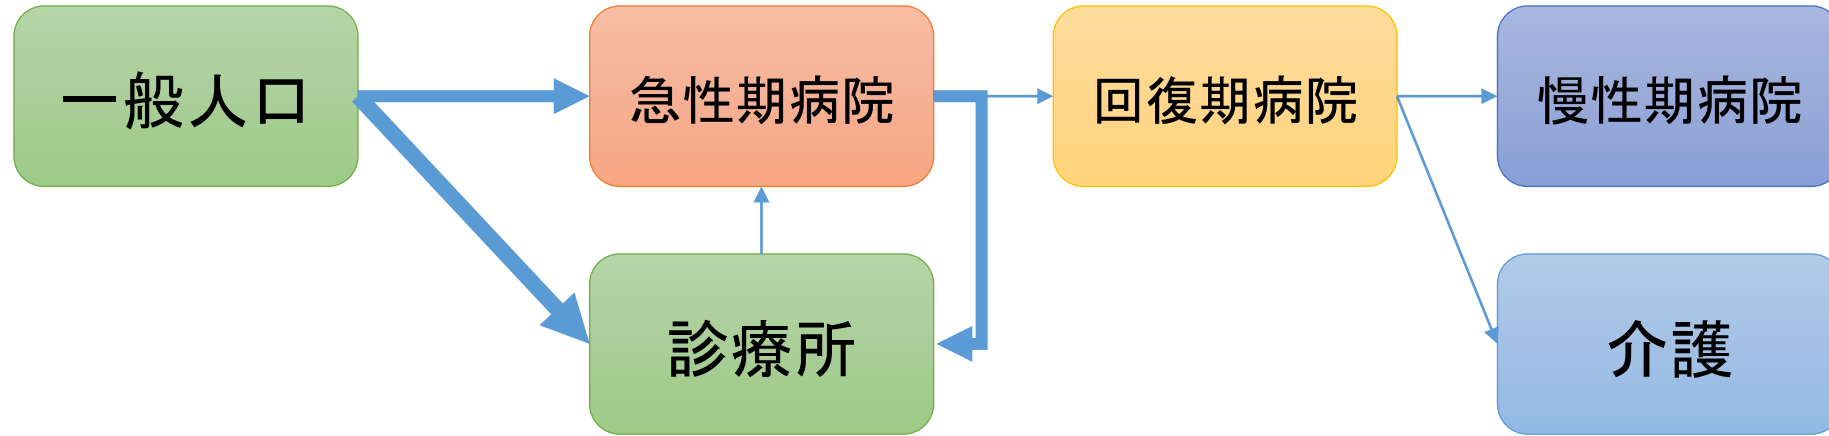 一般人口
急性期病院
回復期病院
慢性期病院
診療所
介護